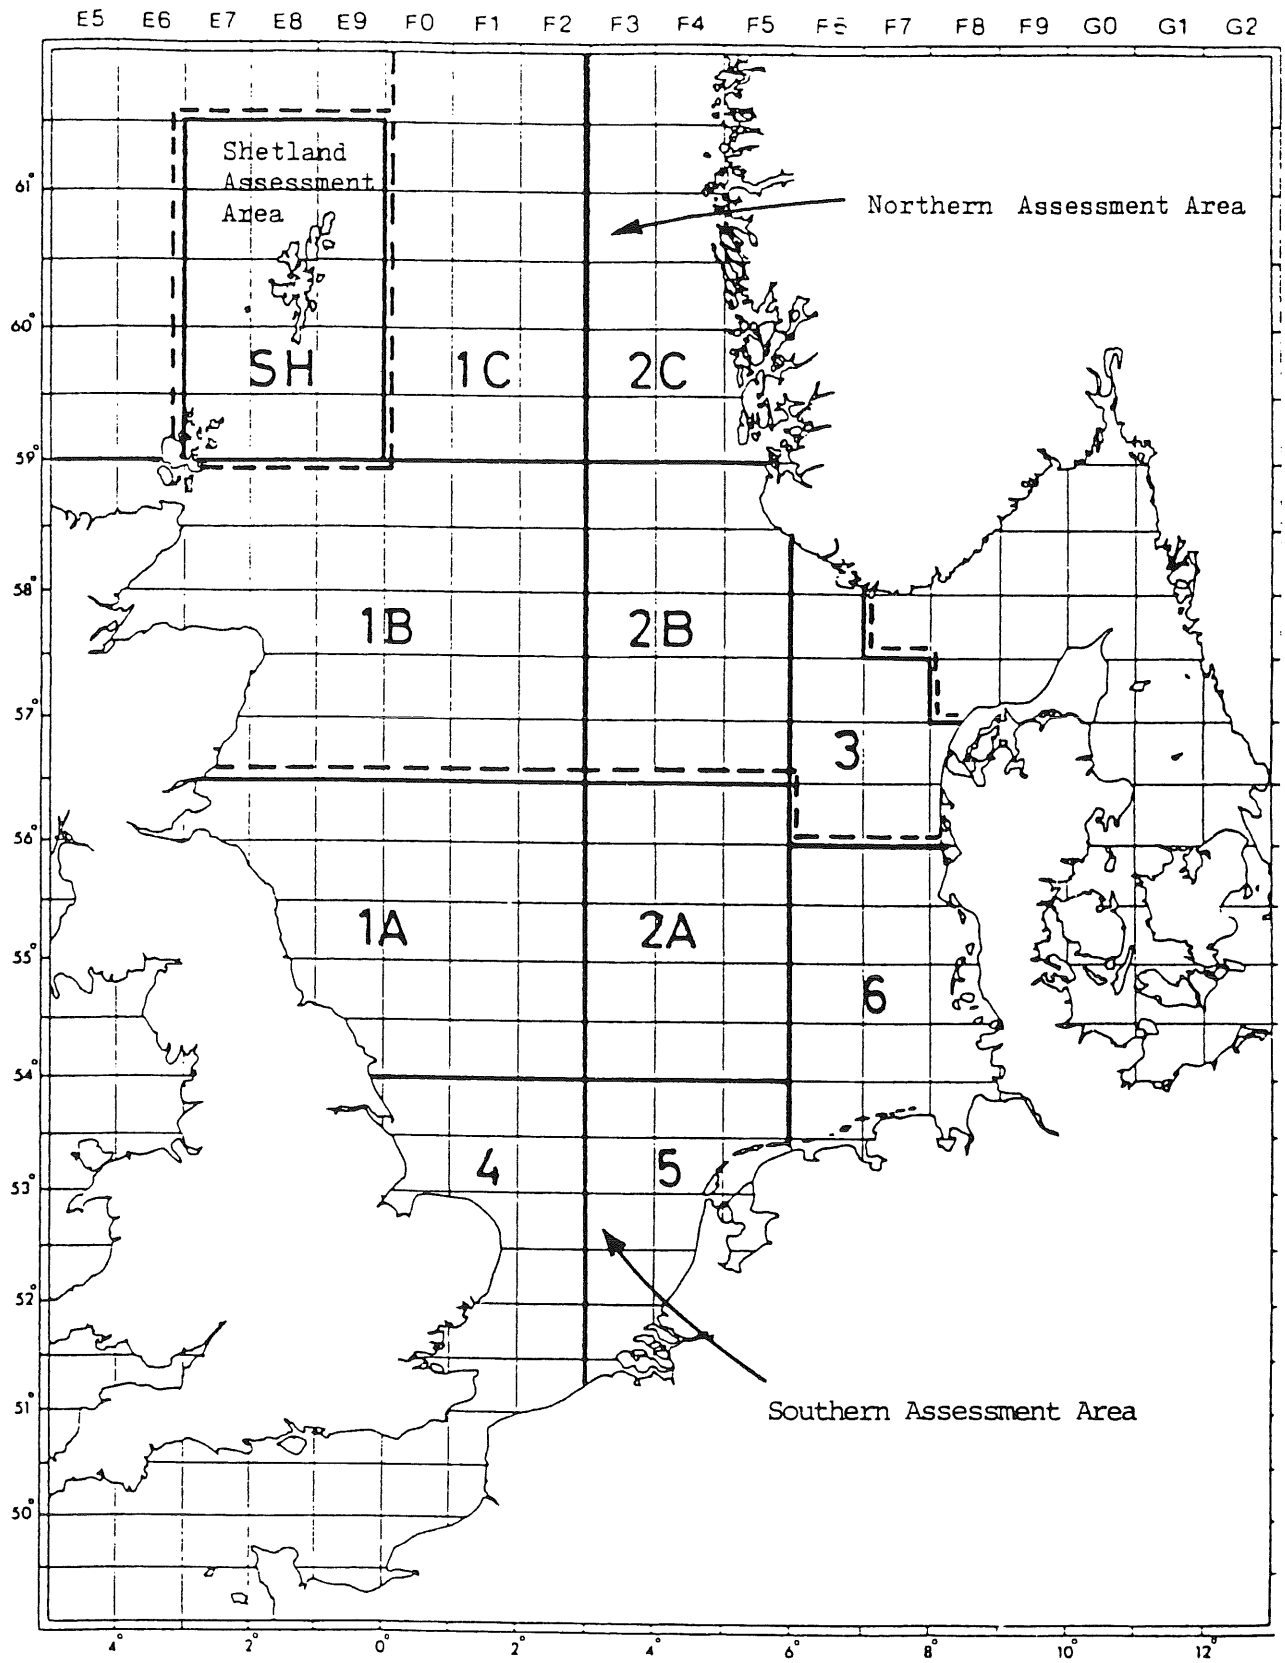 E5 E6 E7 E8 E9 F0 F1 F2 F3 F4 F5 F6 F7 F8 F9 G0 G1 G2
Shetland
Assessment
Area
61°
Northern Assessment Area
60°
SH 1C 2C
59°
58°
1B 2B
57°
3
56°
1A 2A
55°
6
54°
4 5
53°
52°
51°
Southern Assessment Area
50°
4° 2° 0° 2° 4° 6° 8° 10° 12°